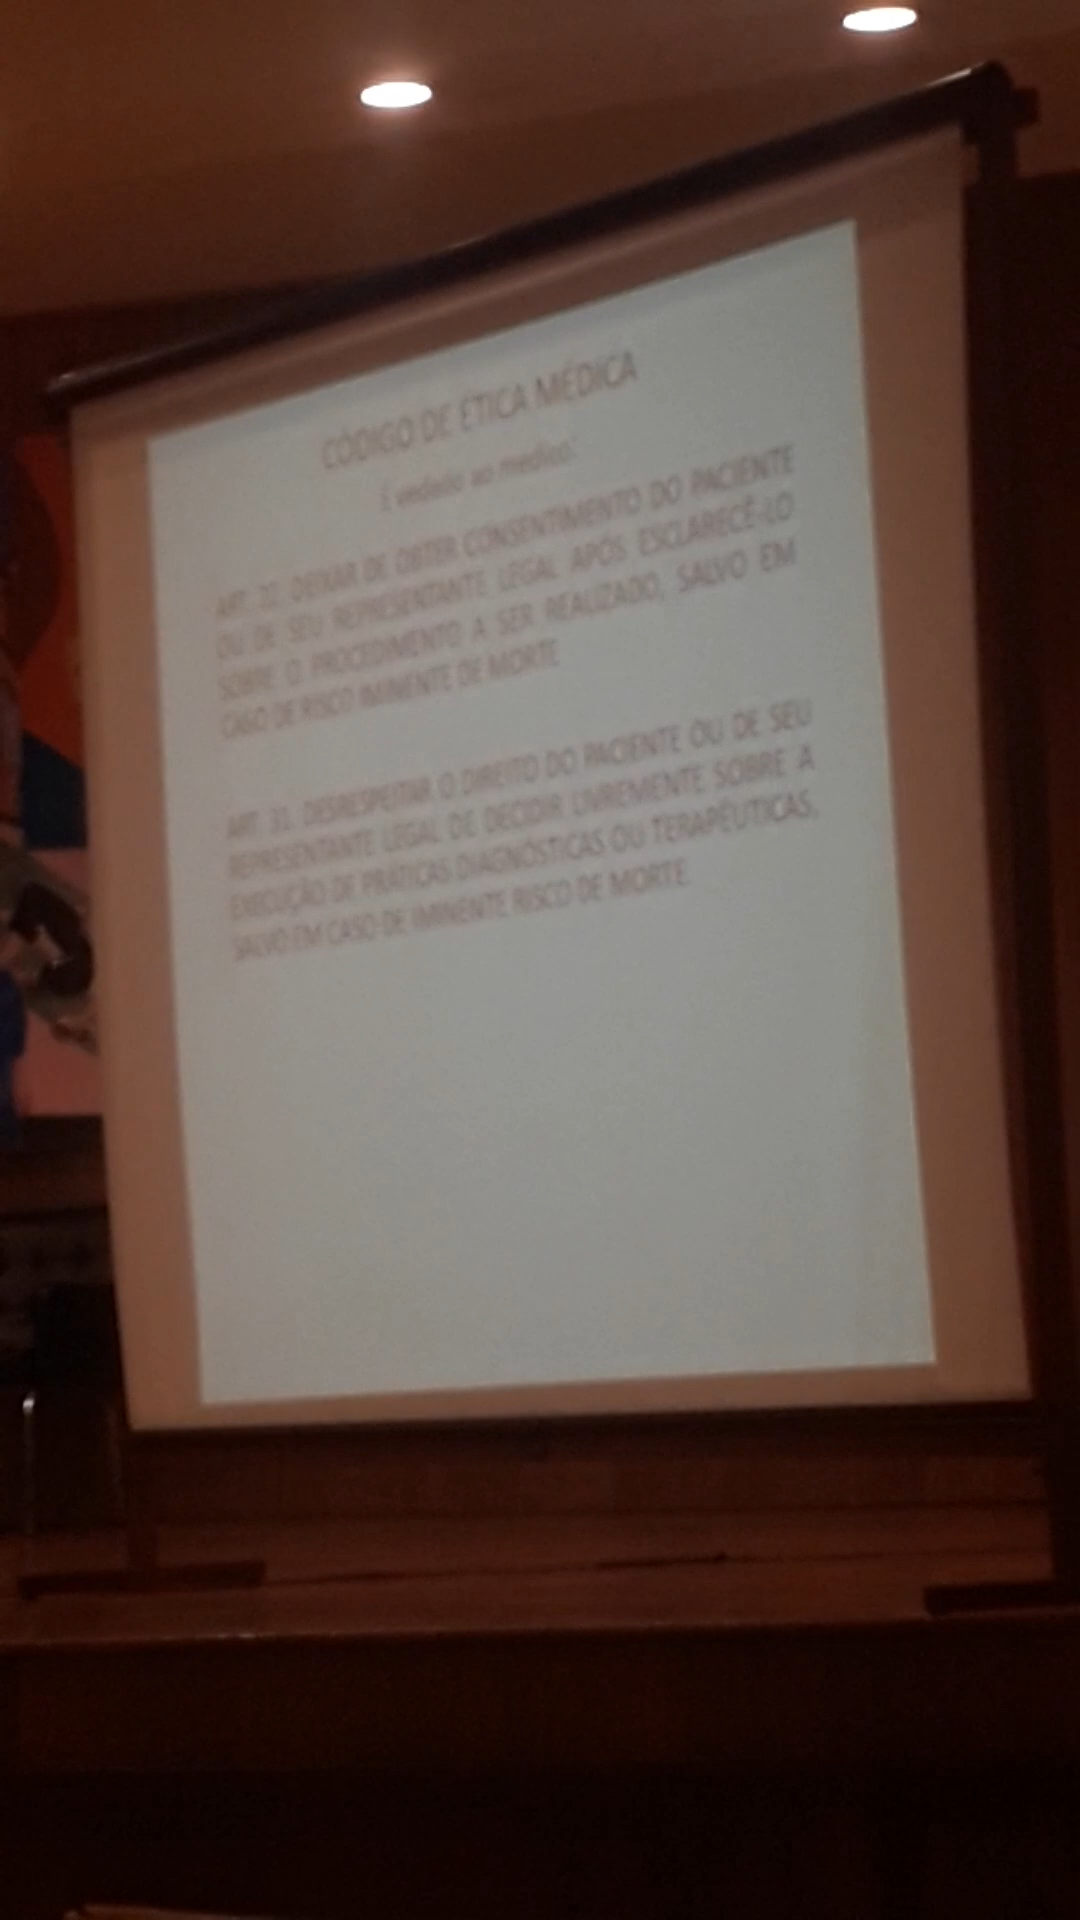 CÓDIGO DE ÉTICA MÉDICA
É vedado ao médico:
ART. 22. DEIXAR DE OBTER CONSENTIMENTO DO PACIENTE
OU DE SEU REPRESENTANTE LEGAL APÓS ESCLARECÊ-LO
SOBRE O PROCEDIMENTO A SER REALIZADO, SALVO EM
CASO DE RISCO IMINENTE DE MORTE
ART. 31. DESRESPEITAR O DIREITO DO PACIENTE OU DE SEU
REPRESENTANTE LEGAL DE DECIDIR LIVREMENTE SOBRE A
EXECUÇÃO DE PRÁTICAS DIAGNÓSTICAS OU TERAPÊUTICAS,
SALVO EM CASO DE IMINENTE RISCO DE MORTE